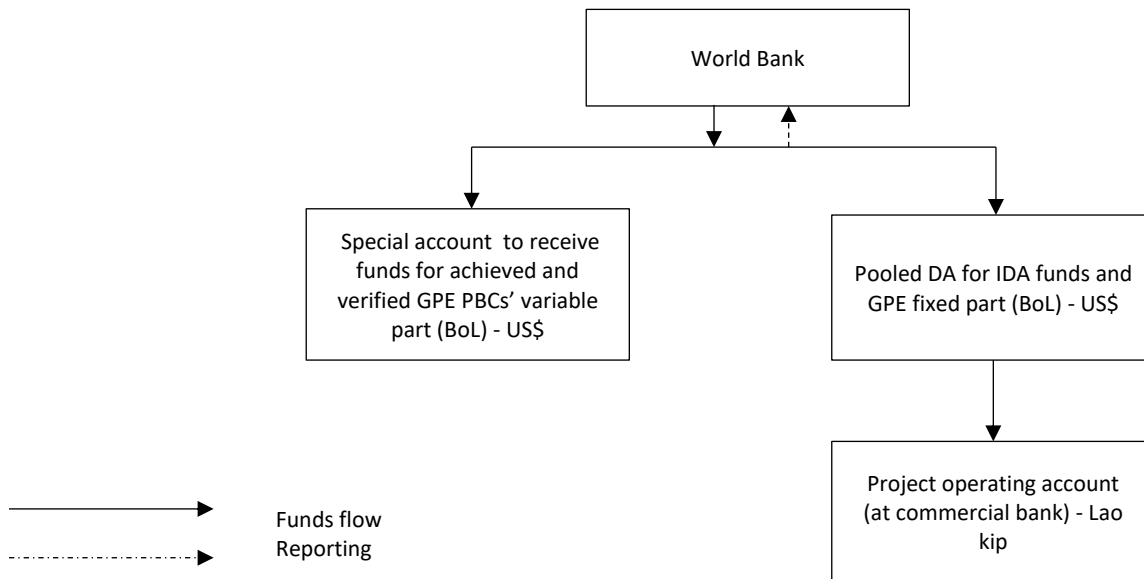 World Bank
Special account to receive
funds for achieved and
verified GPE PBCs’ variable
part (BoL) - US$
Pooled DA for IDA funds and
GPE fixed part (BoL) - US$
Project operating account
(at commercial bank) - Lao
kip
Funds flow
Reporting